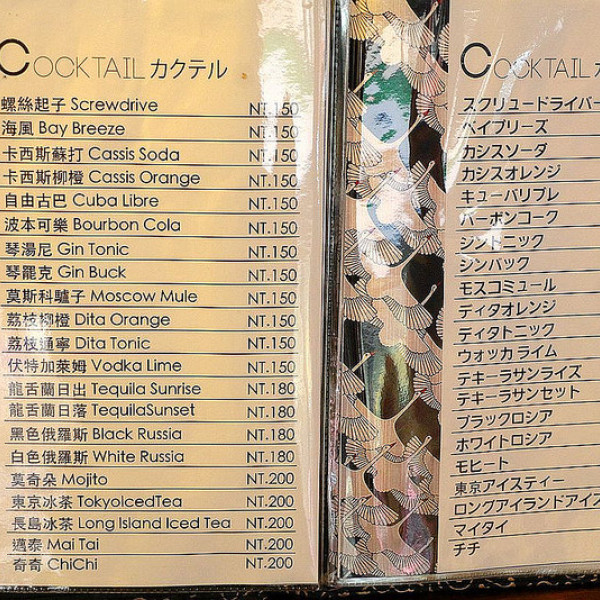 COCKTAIL カクテル
螺絲起子 Screwdrive NT.150
海風 Bay Breeze NT.150
卡西斯蘇打 Cassis Soda NT.150
卡西斯柳橙 Cassis Orange NT.150
自由古巴 Cuba Libre NT.150
波本可樂 Bourbon Cola NT.150
琴湯尼 Gin Tonic NT.150
琴霸克 Gin Buck NT.150
莫斯科驢子 Moscow Mule NT.150
荔枝柳橙 Dita Orange NT.150
荔枝通寧 Dita Tonic NT.150
伏特加萊姆 Vodka Lime NT.150
龍舌蘭日出 Tequila Sunrise NT.180
龍舌蘭日落 TequilaSunset NT.180
黑色俄羅斯 Black Russia NT.180
白色俄羅斯 White Russia NT.180
莫奇朵 Mojito NT.200
東京冰茶 TokyoicedTea NT.200
長島冰茶 Long Island Iced Tea NT.200
邁泰 Mai Tai NT.200
奇奇 ChiChi NT.200
COCKTAIL カ
スクリュードライバー
ベイブリーズ
カシスソーダ
カシスオレンジ
キューバリブレ
バーボンコーク
ジントニック
シンバック
モスコミュール
ディタオレンジ
ディタトニック
ウォッカライム
テキーラサンライズ
テキーラサンセット
ブラックロシア
ホワイトロシア
モヒート
東京アイスティー
ロングアイランドアイス
マイタイ
チチ